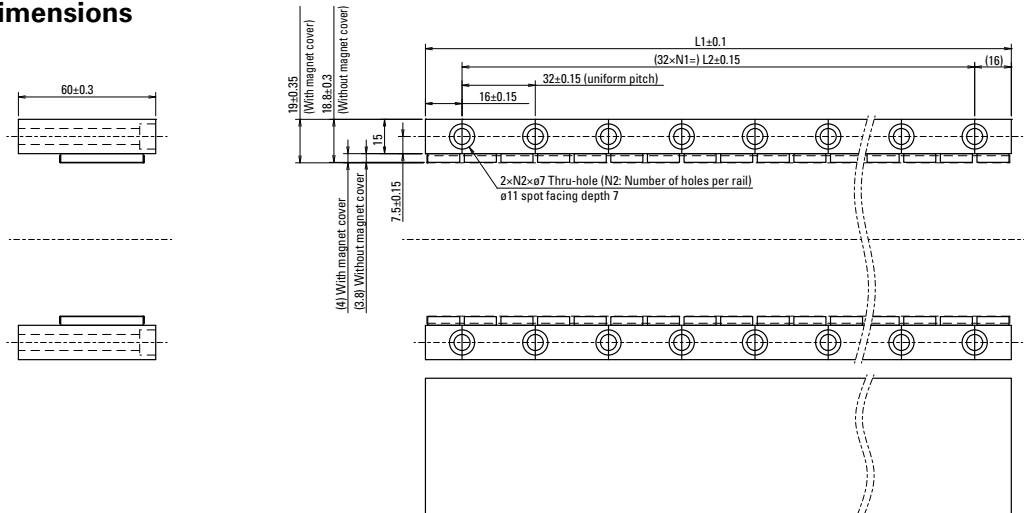 imensions
60±0.3
19±0.35
(With magnet cover)
18.8±0.3
(Without magnet cover)
L1±0.1
(32×N1=) L2±0.15
(16)
32±0.15 (uniform pitch)
16±0.15
15
7.5±0.15
2×N2×ø7 Thru-hole (N2: Number of holes per rail)
ø11 spot facing depth 7
(4) With magnet cover
(3.8) Without magnet cover